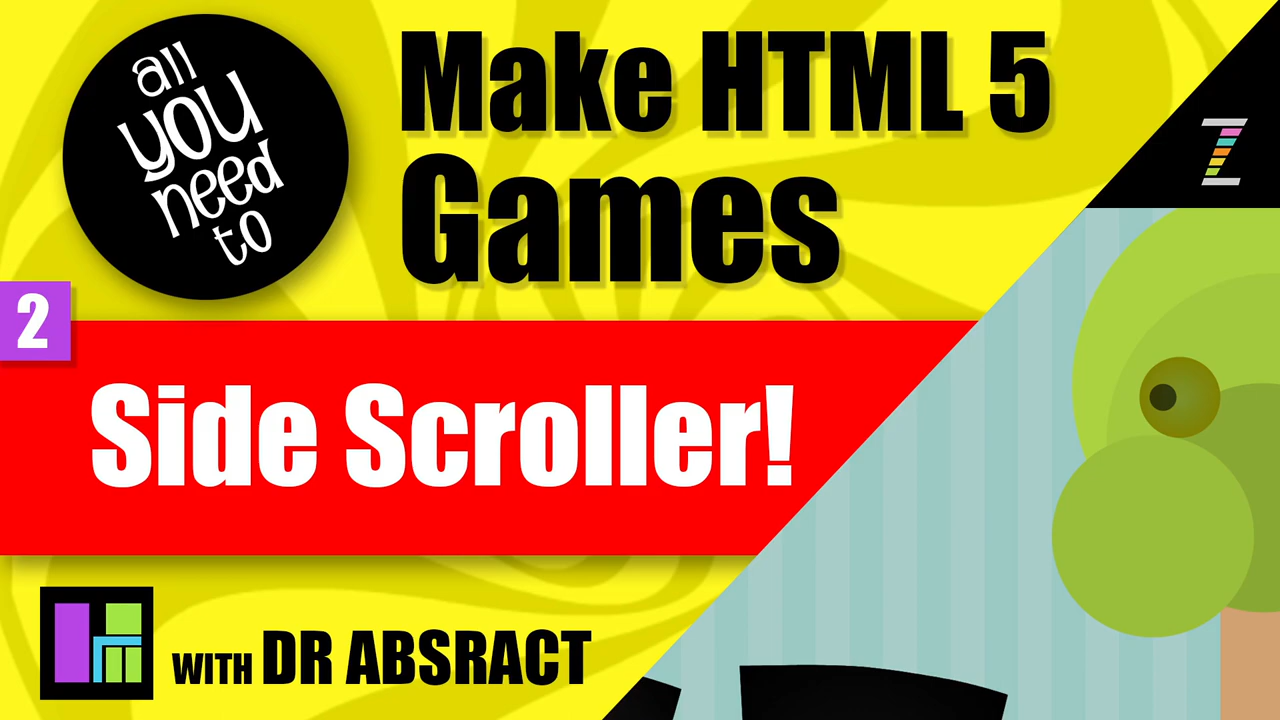 all
you
need
to
Make HTML 5
Games
2
Side Scroller!
WITH DR ABSRACT
Z